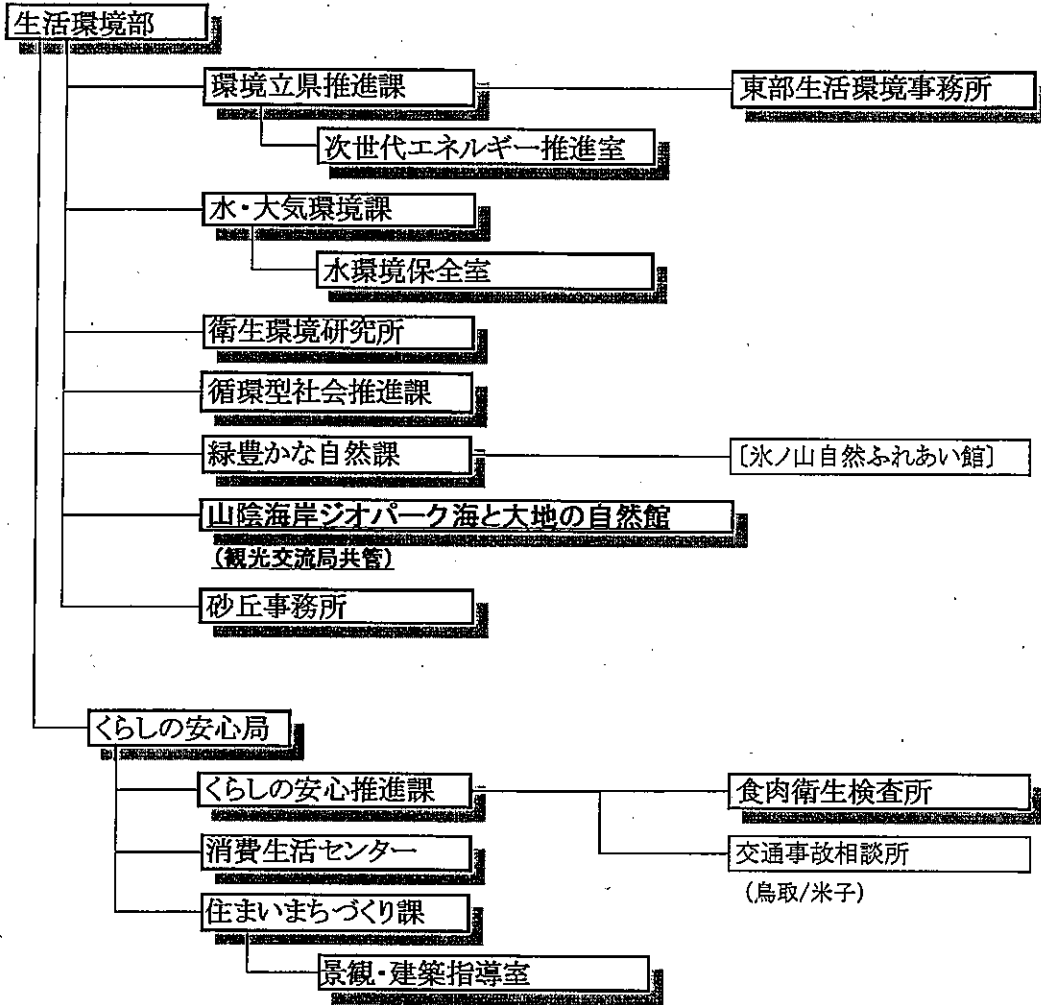 生活環境部
環境立県推進課
東部生活環境事務所
次世代エネルギー推進室
水・大気環境課
水環境保全室
衛生環境研究所
循環型社会推進課
緑豊かな自然課
〔氷ノ山自然ふれあい館〕
山陰海岸ジオパーク海と大地の自然館
(観光交流局共管)
砂丘事務所
くらしの安心局
くらしの安心推進課
食肉衛生検査所
消費生活センター
交通事故相談所
(鳥取/米子)
住まいまちづくり課
景観・建築指導室